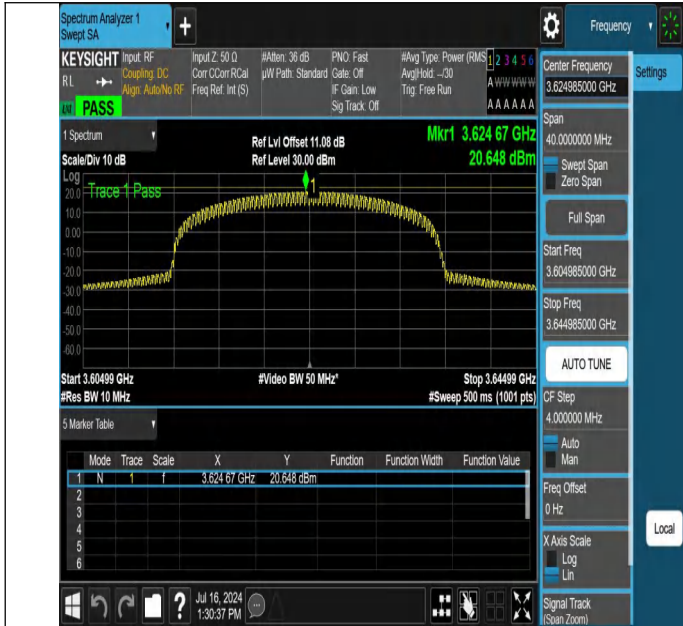 Spectrum Analyzer 1
Swept SA
+
Frequency
KEYSIGHT
RL
PASS
Input: RF
Coupling: DC
Align: Auto/No RF
Input Z: 50 Ω
Corr CCorr RCal
Freq Ref: Int (S)
#Atten: 36 dB
µW Path: Standard
PNO: Fast
Gate: Off
IF Gain: Low
Sig Track: Off
#Avg Type: Power (RMS
Avg|Hold: --/30
Trig: Free Run
1 2 3 4 5 6
A W W W W W
A A A A A A
1 Spectrum
Scale/Div 10 dB
Ref Lvl Offset 11.08 dB
Ref Level 30.00 dBm
Mkr1 3.624 67 GHz
20.648 dBm
Log
Trace 1 Pass
1
20.0
10.0
0.00
-10.0
-20.0
-30.0
-40.0
-50.0
-60.0
Start 3.60499 GHz
#Res BW 10 MHz
#Video BW 50 MHz*
Stop 3.64499 GHz
#Sweep 500 ms (1001 pts)
5 Marker Table
Mode Trace Scale X Y Function Function Width Function Value
1 N 1 f 3.624 67 GHz 20.648 dBm
2
3
4
5
6
Jul 16, 2024
1:30:37 PM
Center Frequency
3.624985000 GHz
Settings
Span
40.0000000 MHz
Swept Span
Zero Span
Full Span
Start Freq
3.604985000 GHz
Stop Freq
3.644985000 GHz
AUTO TUNE
CF Step
4.000000 MHz
Auto
Man
Freq Offset
0 Hz
Local
X Axis Scale
Log
Lin
Signal Track
(Span Zoom)